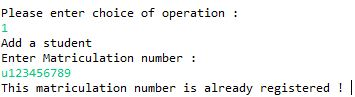 Please enter choice of operation :
1
Add a student
Enter Matriculation number :
u123456789
This matriculation number is already registered !